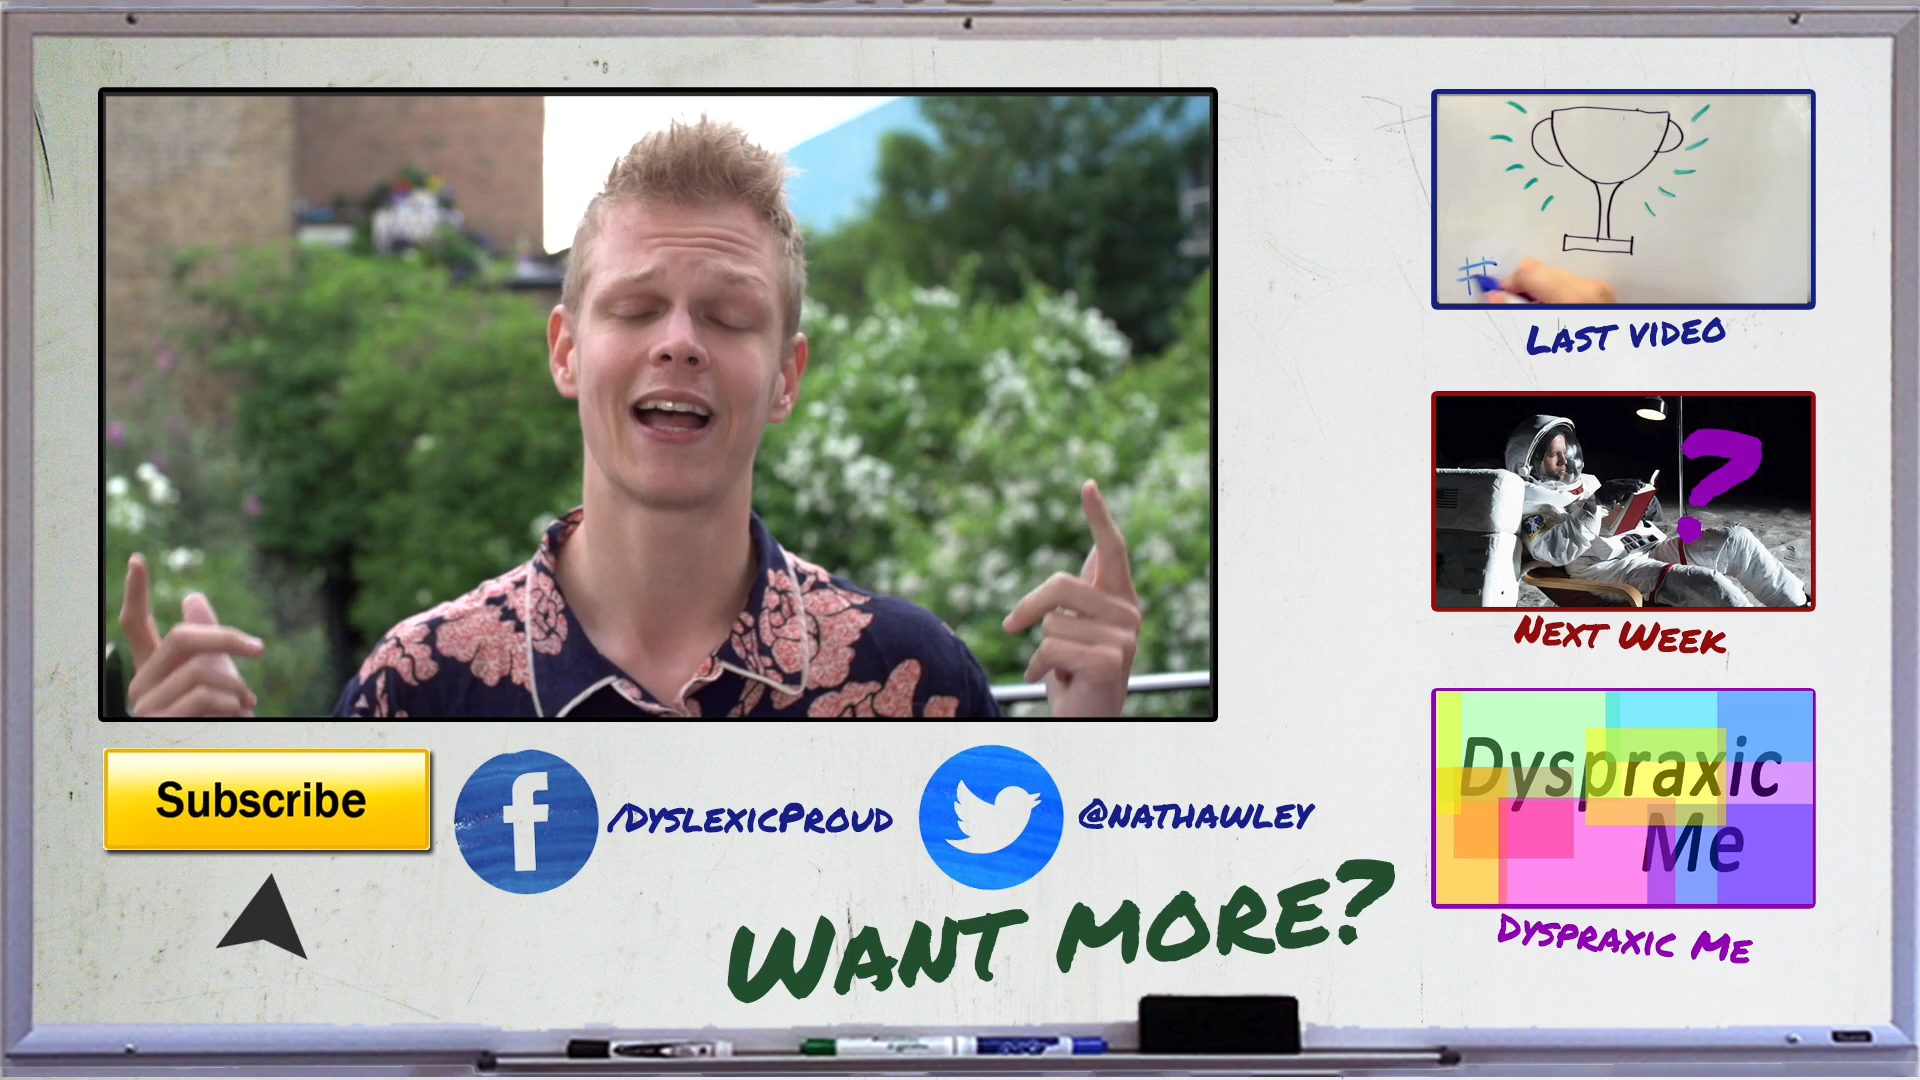 LAST VIDEO
NEXT WEEK
Dyspraxic
Me
DYSPRAXIC ME
Subscribe
f
/DYSLEXICPROUD
@NATHAWLEY
WANT MORE?
#
?